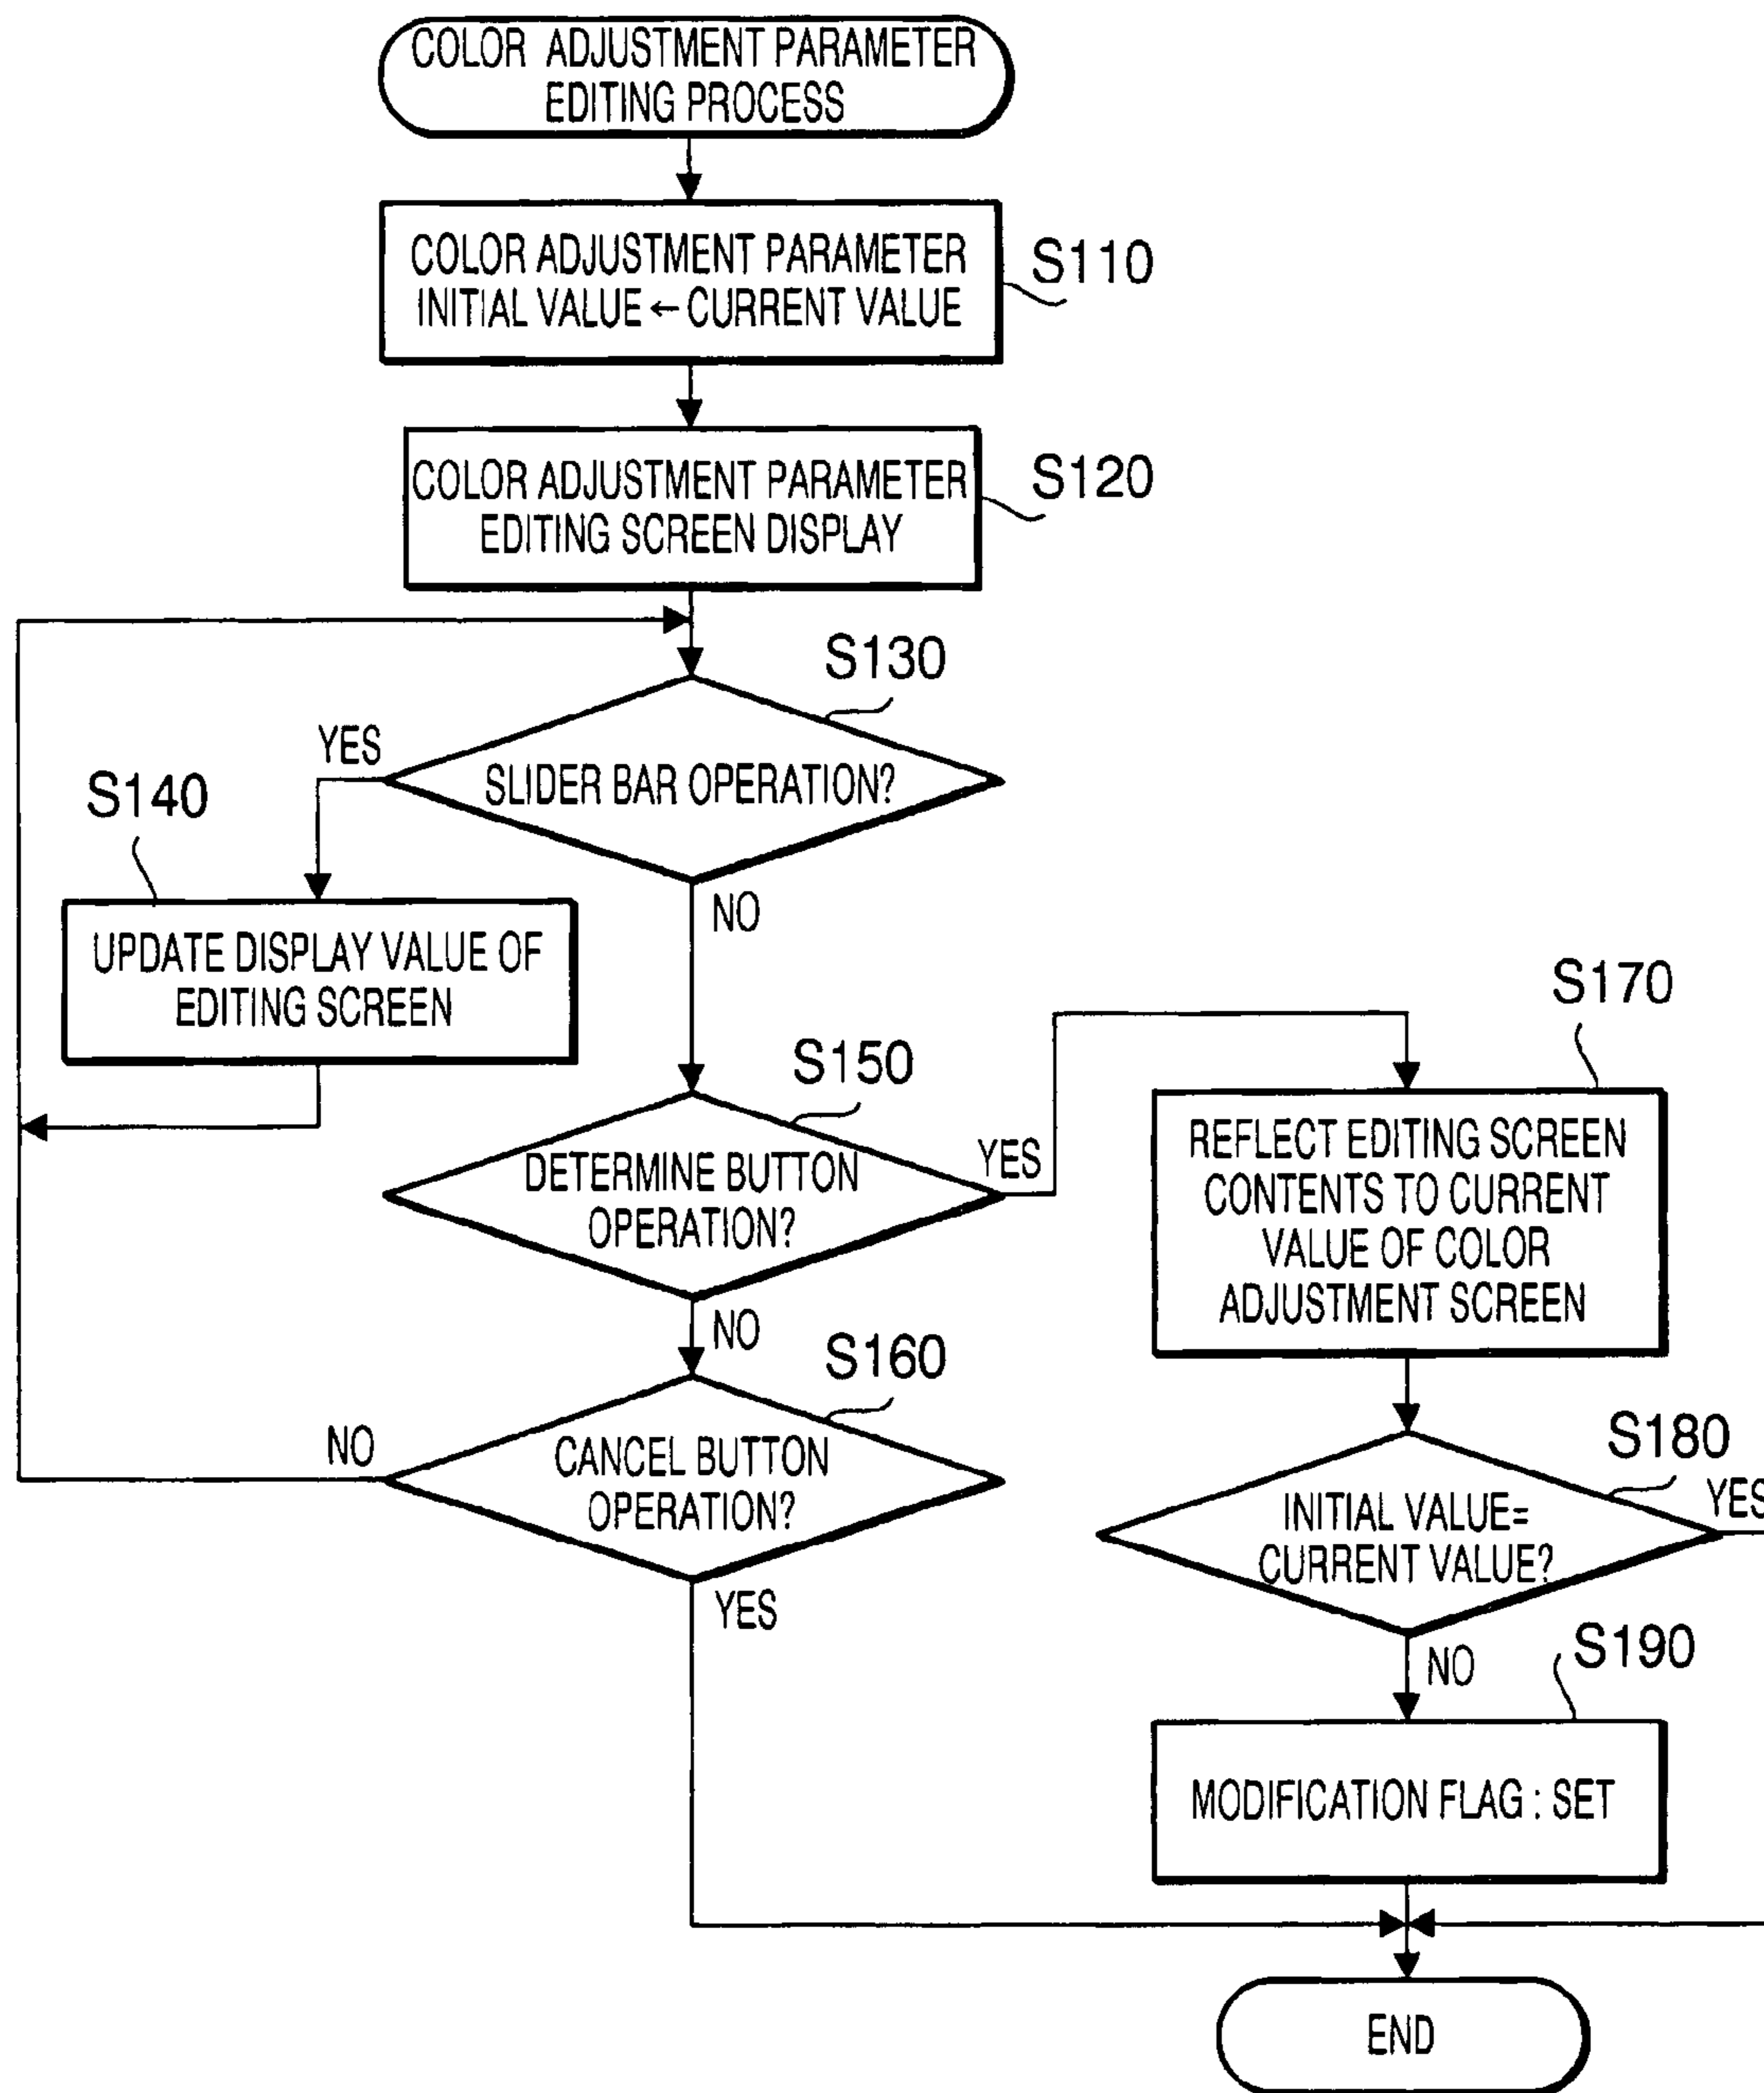 COLOR ADJUSTMENT PARAMETER
EDITING PROCESS
COLOR ADJUSTMENT PARAMETER
INITIAL VALUE ← CURRENT VALUE
S110
COLOR ADJUSTMENT PARAMETER
EDITING SCREEN DISPLAY
S120
S130
SLIDER BAR OPERATION?
YES
NO
S140
UPDATE DISPLAY VALUE OF
EDITING SCREEN
S150
DETERMINE BUTTON
OPERATION?
YES
NO
S160
CANCEL BUTTON
OPERATION?
NO
YES
S170
REFLECT EDITING SCREEN
CONTENTS TO CURRENT
VALUE OF COLOR
ADJUSTMENT SCREEN
S180
INITIAL VALUE=
CURRENT VALUE?
YES
NO
S190
MODIFICATION FLAG : SET
END